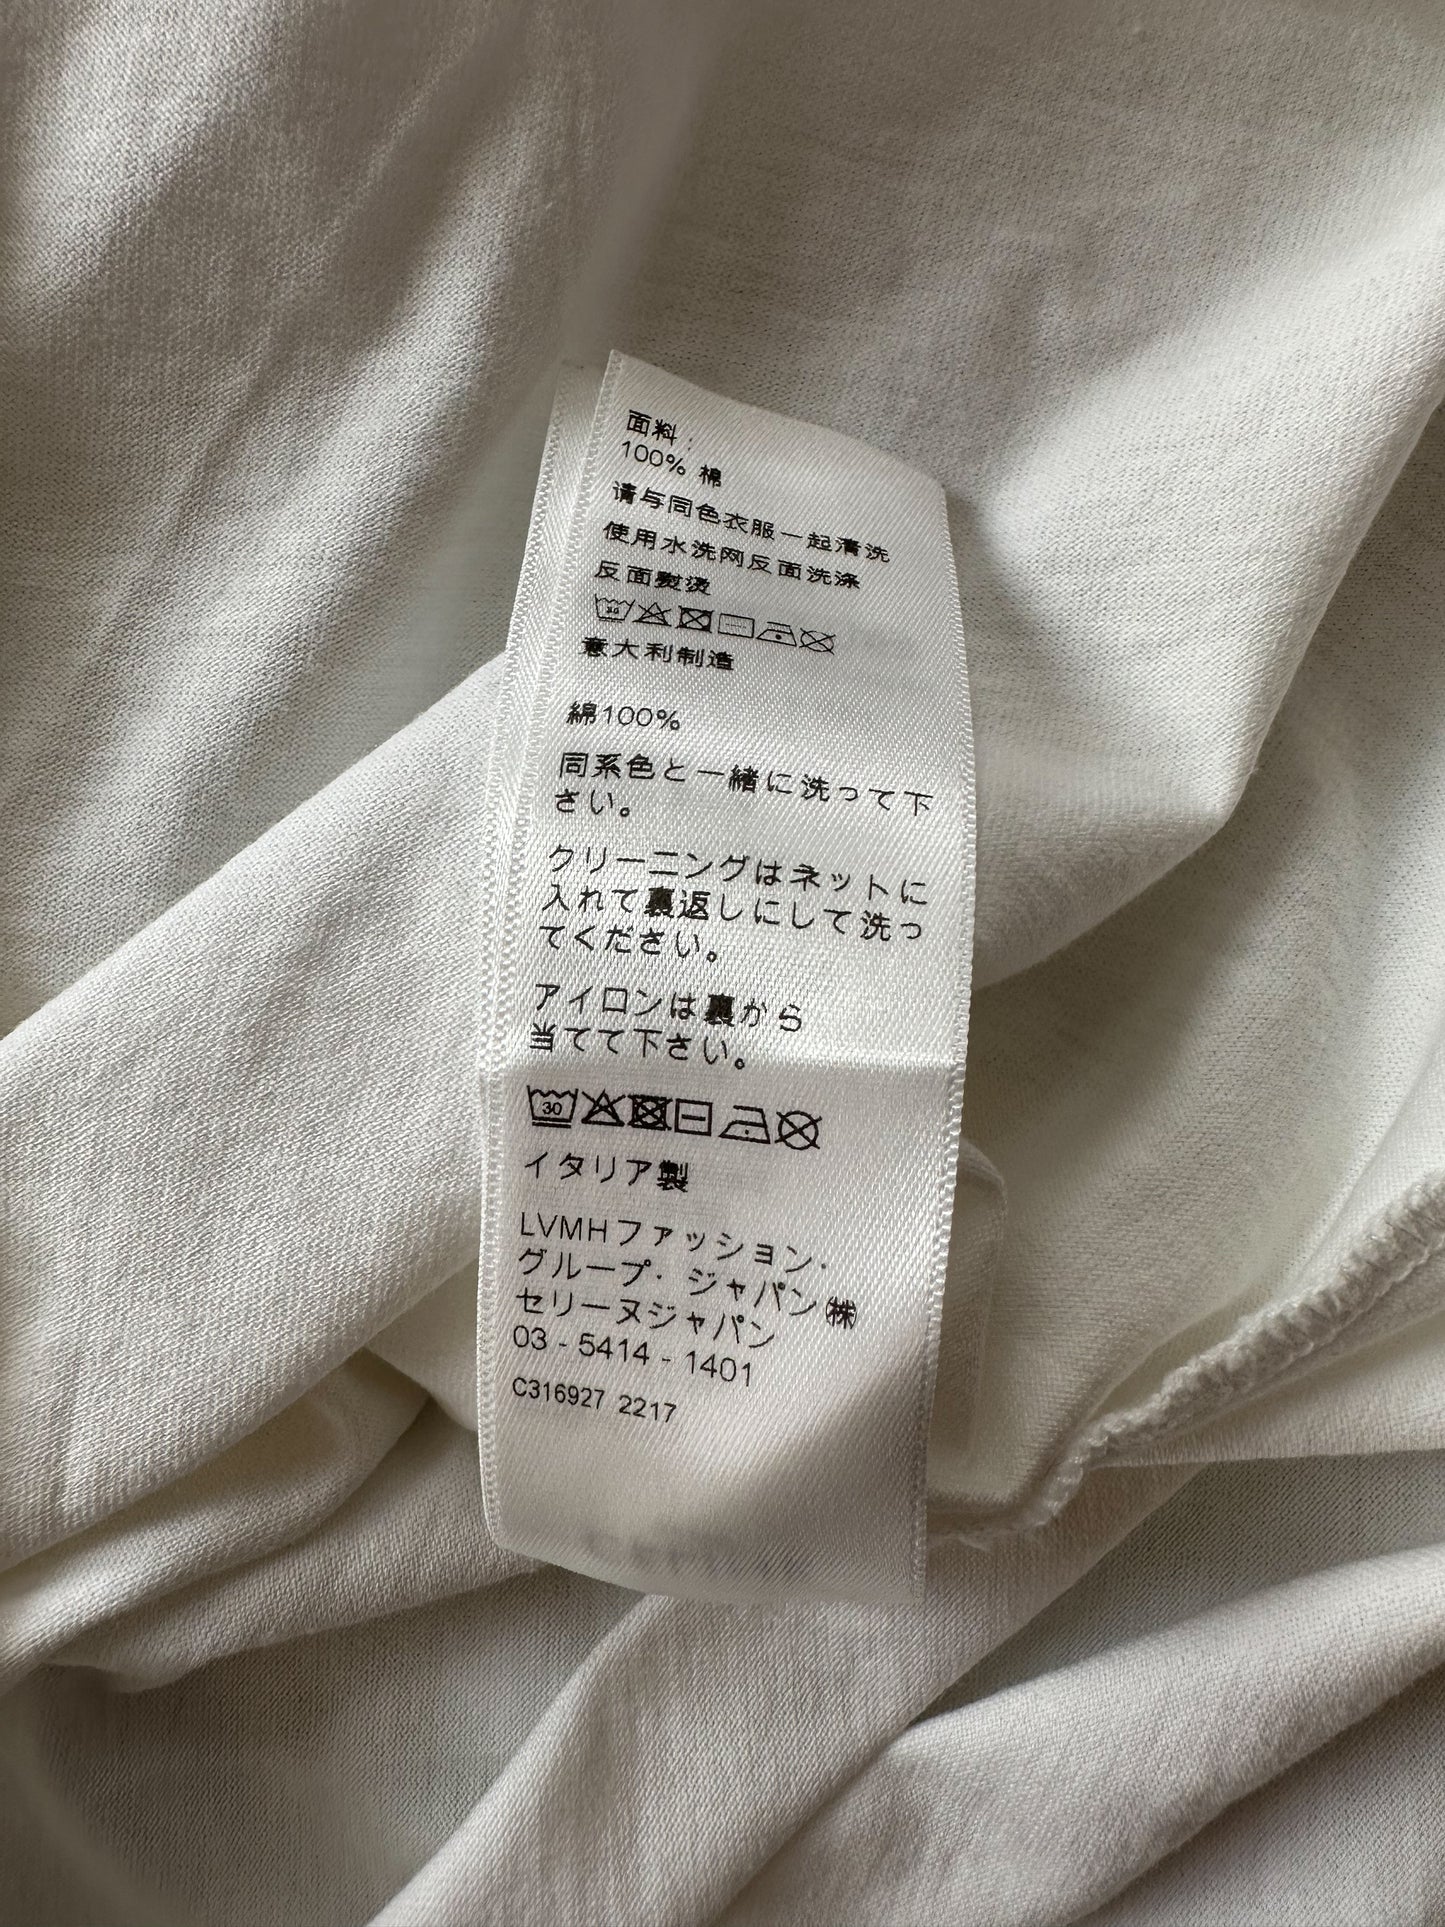 面料:
100% 棉
请与同色衣服一起清洗
使用水洗网反面洗涤
反面熨烫
30
意大利制造
綿100%
同系色と一緒に洗って下
さい。
クリーニングはネットに
入れて裏返しにして洗っ
てください。
アイロンは裏から
当てて下さい。
30
イタリア製
LVMHファッション・
グループ・ジャパン㈱
セリーヌジャパン
03 - 5414 - 1401
C316927 2217